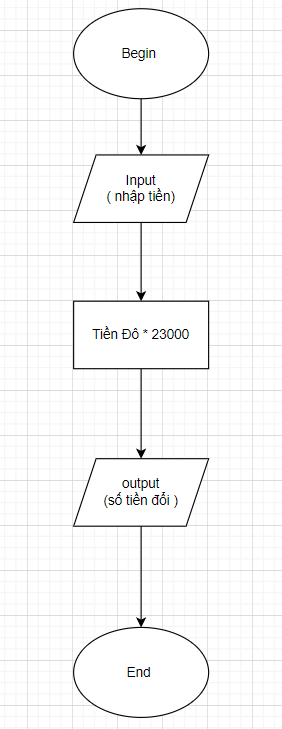 Begin
Input
( nhập tiền)
Tiền Đô * 23000
output
(số tiền đổi )
End